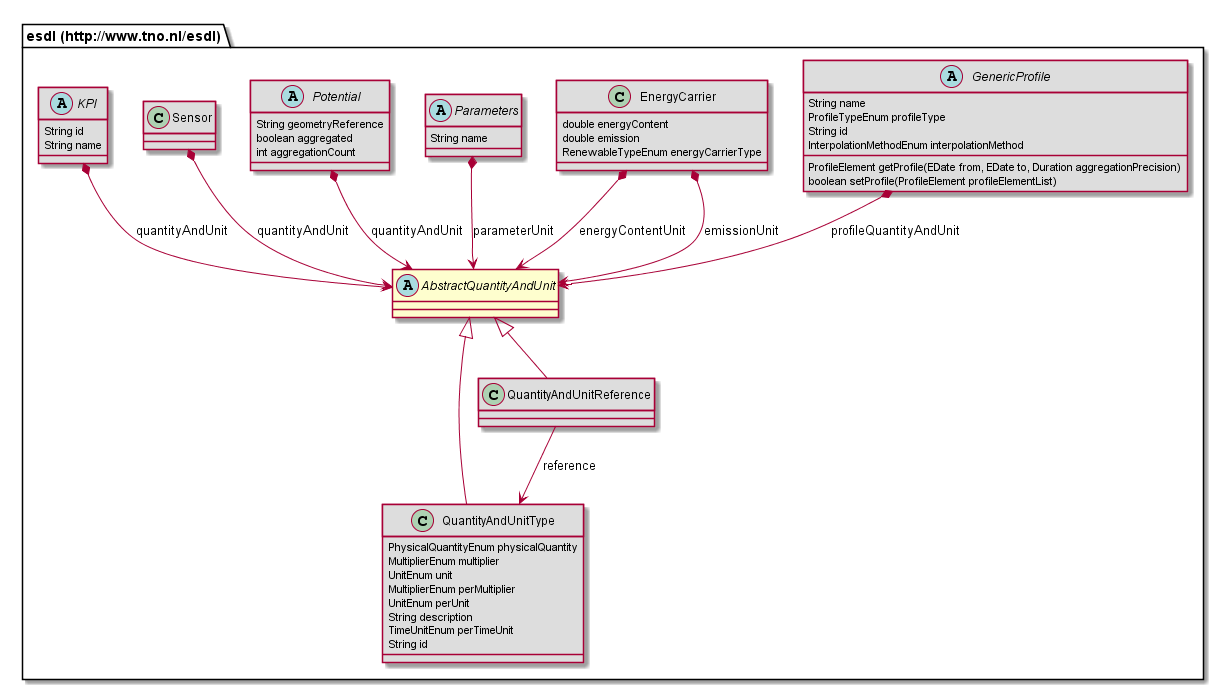 esdl (http://www.tno.nl/esdl)
A KPI
String id
String name
C Sensor
A Potential
String geometryReference
boolean aggregated
int aggregationCount
A Parameters
String name
C EnergyCarrier
double energyContent
double emission
RenewableTypeEnum energyCarrierType
A GenericProfile
String name
ProfileTypeEnum profileType
String id
InterpolationMethodEnum interpolationMethod
ProfileElement getProfile(EDate from, EDate to, Duration aggregationPrecision)
boolean setProfile(ProfileElement profileElementList)
quantityAndUnit
quantityAndUnit
quantityAndUnit
parameterUnit
energyContentUnit
emissionUnit
profileQuantityAndUnit
A AbstractQuantityAndUnit
C QuantityAndUnitReference
reference
C QuantityAndUnitType
PhysicalQuantityEnum physicalQuantity
MultiplierEnum multiplier
UnitEnum unit
MultiplierEnum perMultiplier
UnitEnum perUnit
String description
TimeUnitEnum perTimeUnit
String id